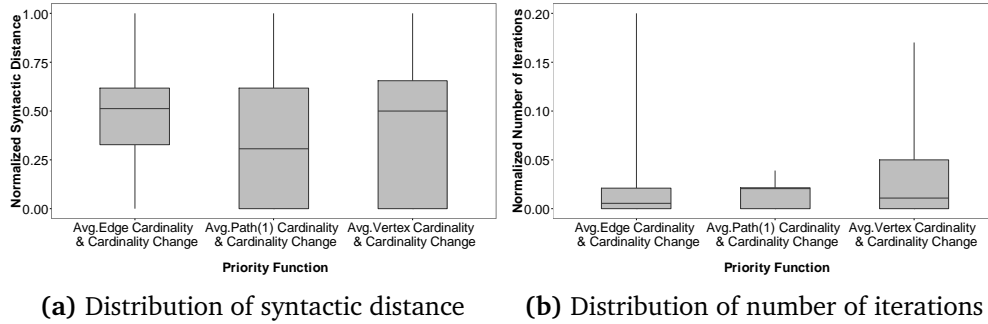 Normalized Syntactic Distance
1.00
0.75
0.50
0.25
0.00
Avg.Edge Cardinality
& Cardinality Change
Avg.Path(1) Cardinality
& Cardinality Change
Avg.Vertex Cardinality
& Cardinality Change
Priority Function
(a) Distribution of syntactic distance
Normalized Number of Iterations
0.20
0.15
0.10
0.05
0.00
Avg.Edge Cardinality
& Cardinality Change
Avg.Path(1) Cardinality
& Cardinality Change
Avg.Vertex Cardinality
& Cardinality Change
Priority Function
(b) Distribution of number of iterations